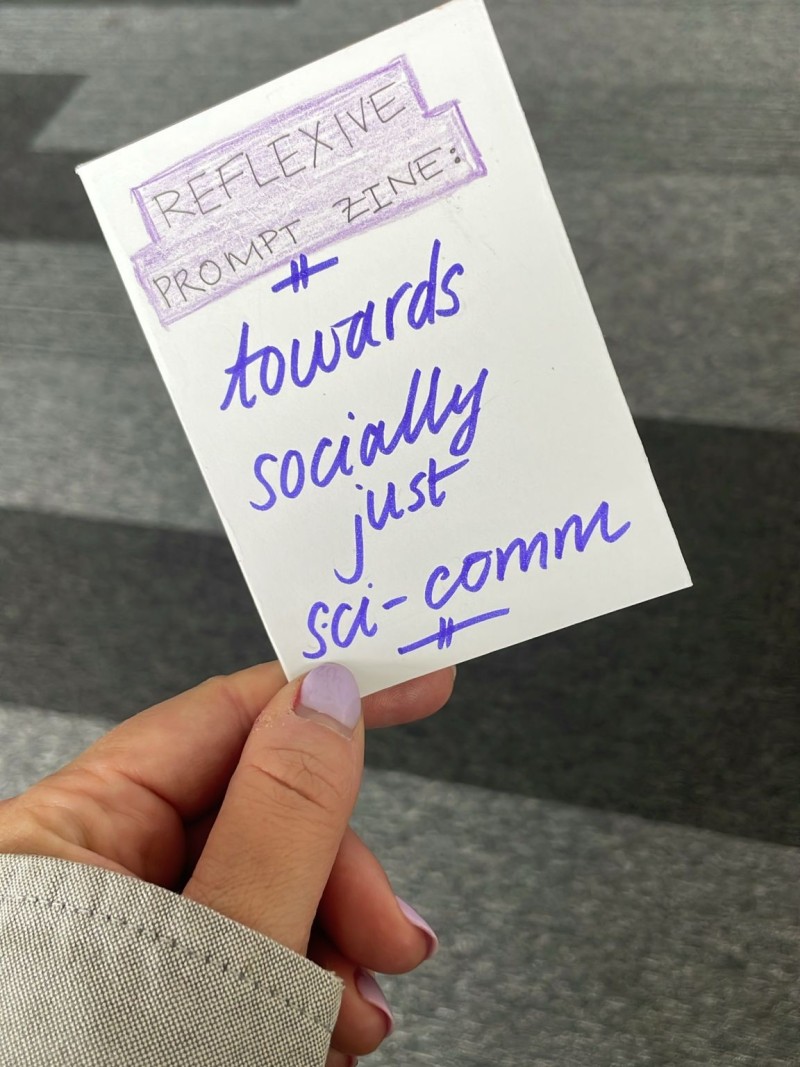 REFLEXIVE
PROMPT ZINE:
towards
socially
just
sci-comm